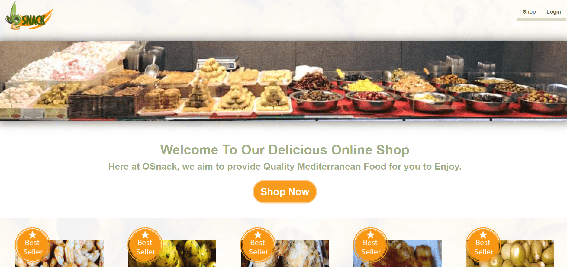 OSNACK
Shop Login
Welcome To Our Delicious Online Shop
Here at OSnack, we aim to provide Quality Mediterranean Food for you to Enjoy.
Shop Now
Best
Seller
Best
Seller
Best
Seller
Best
Seller
Best
Seller